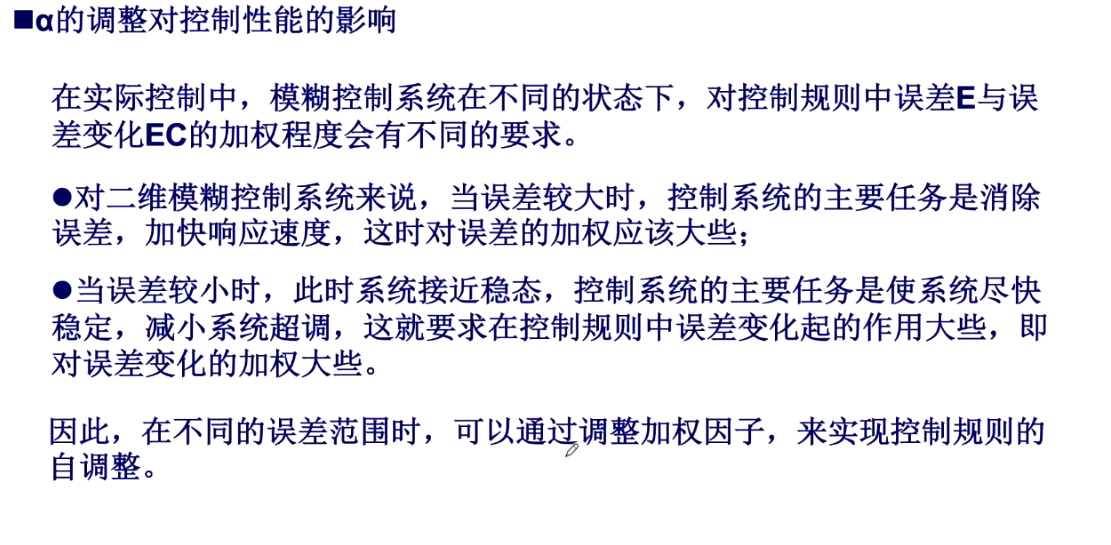 ■α的调整对控制性能的影响
在实际控制中，模糊控制系统在不同的状态下，对控制规则中误差E与误
差变化EC的加权程度会有不同的要求。
●对二维模糊控制系统来说，当误差较大时，控制系统的主要任务是消除
误差，加快响应速度，这时对误差的加权应该大些；
●当误差较小时，此时系统接近稳态，控制系统的主要任务是使系统尽快
稳定，减小系统超调，这就要求在控制规则中误差变化起的作用大些，即
对误差变化的加权大些。
因此，在不同的误差范围时，可以通过调整加权因子，来实现控制规则的
自调整。